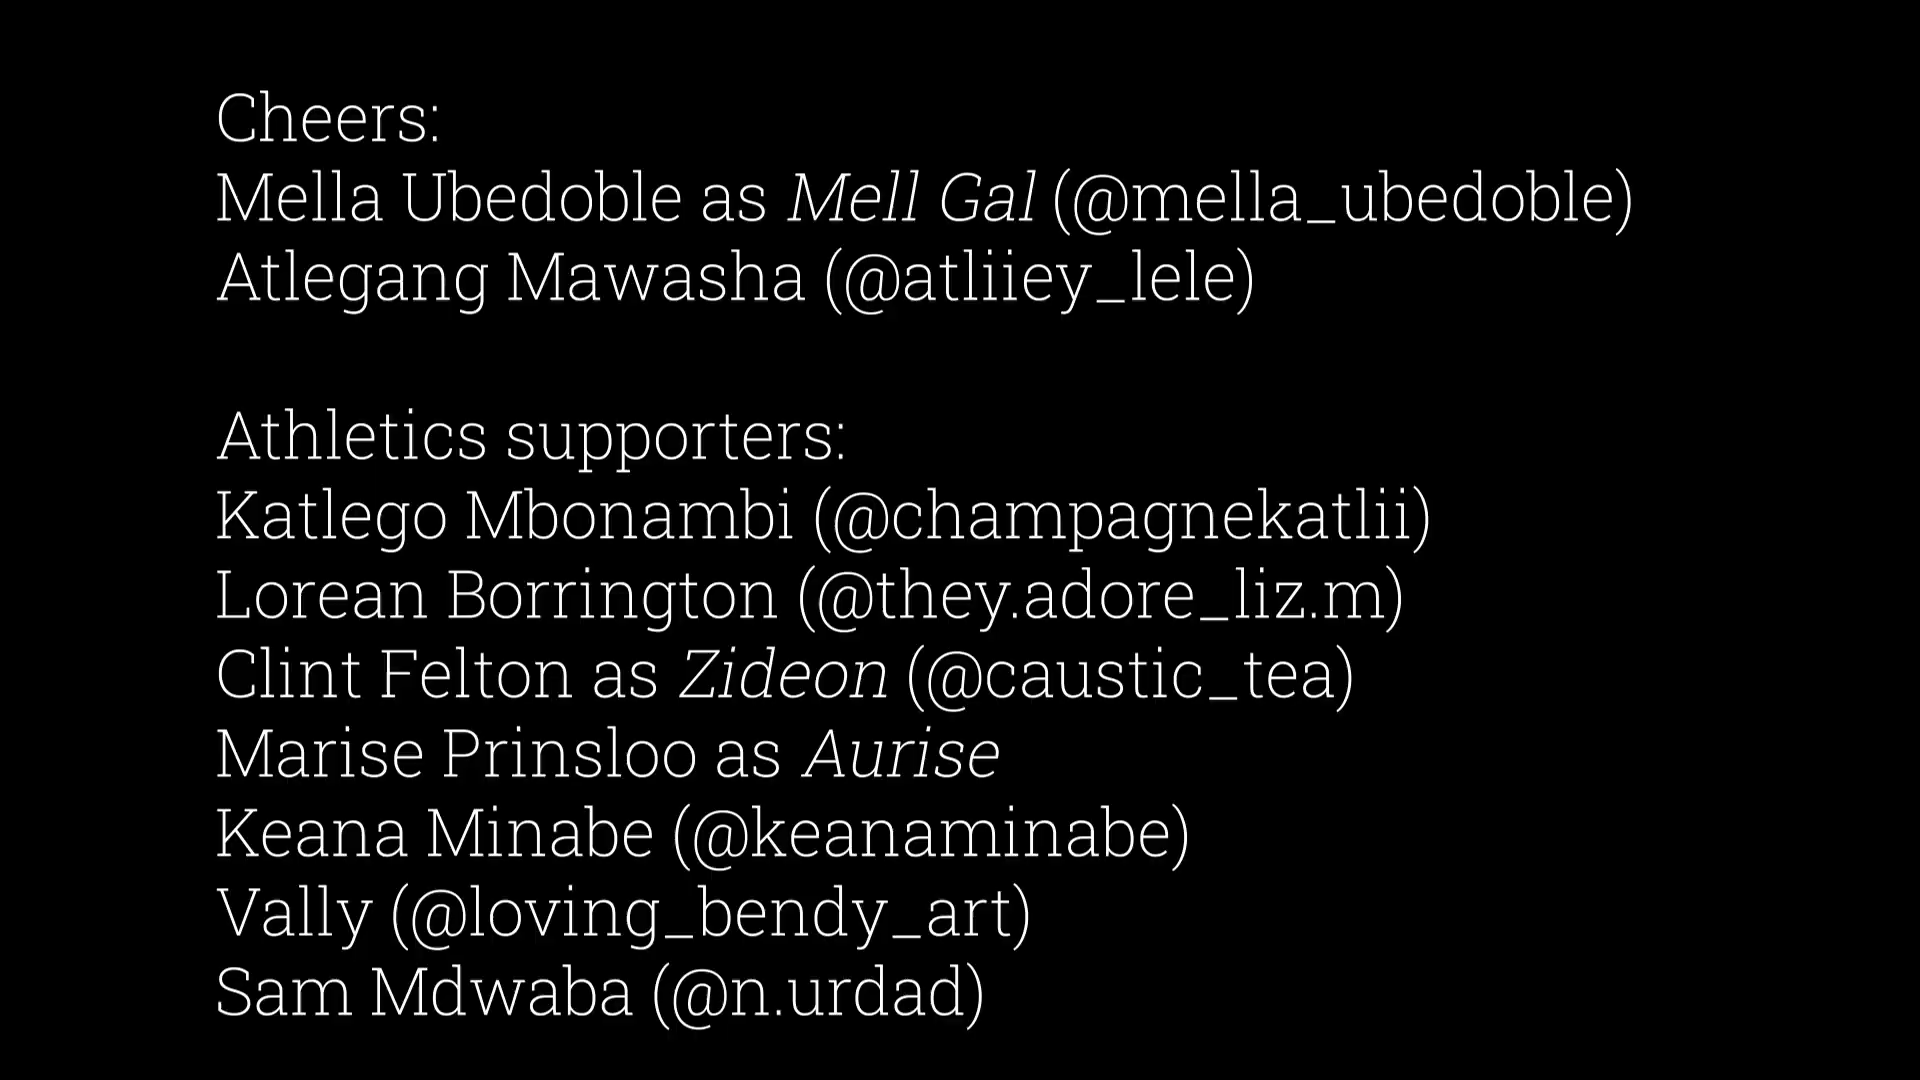 Cheers:
Mella Ubedoble as Mell Gal (@mella_ubedoble)
Atlegang Mawasha (@atliiey_lele)
Athletics supporters:
Katlego Mbonambi (@champagnekatlii)
Lorean Borrington (@they.adore_liz.m)
Clint Felton as Zideon (@caustic_tea)
Marise Prinsloo as Aurise
Keana Minabe (@keanaminabe)
Vally (@loving_bendy_art)
Sam Mdwaba (@n.urdad)